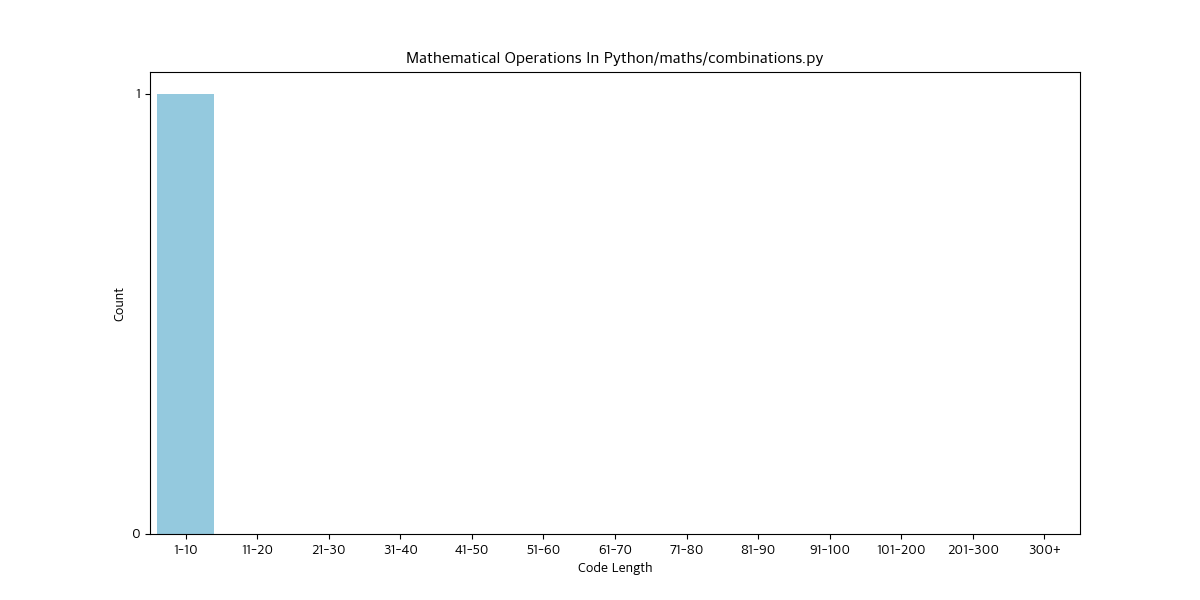 Mathematical Operations In Python/maths/combinations.py
1
Count
0
1-10 11-20 21-30 31-40 41-50 51-60 61-70 71-80 81-90 91-100 101-200 201-300 300+
Code Length